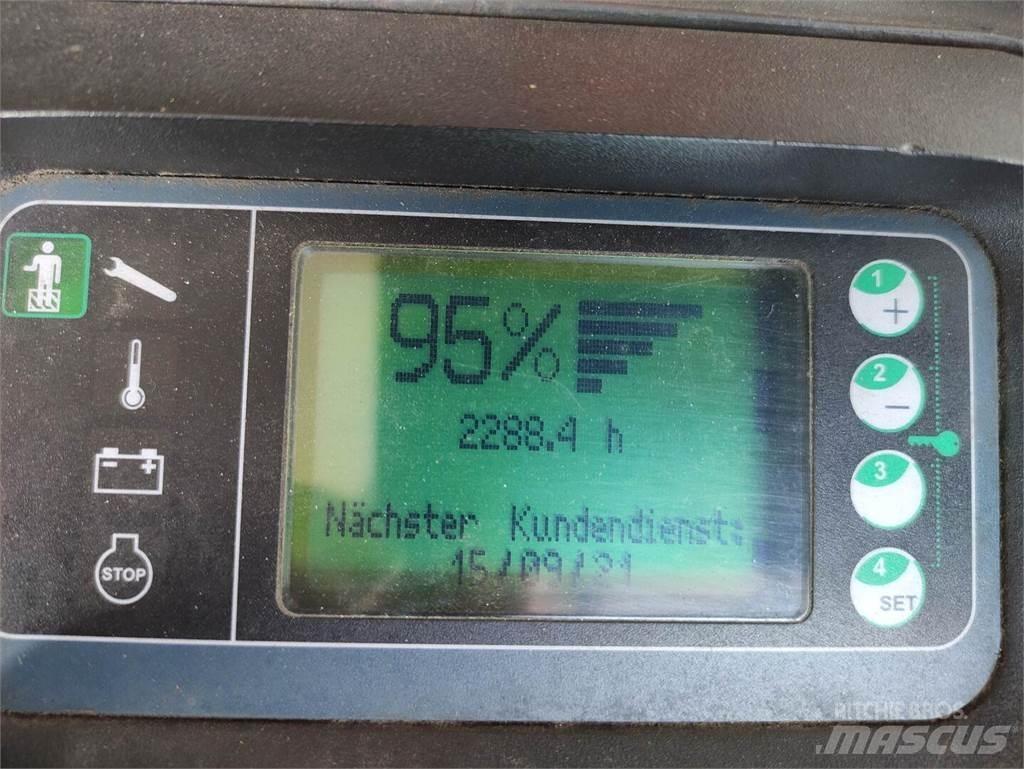 95%
2288.4 h
Nächster Kundendienst:
15/09/21
STOP
1
+
2
−
3
4
SET
RITCHIE BROS.
MASCUS